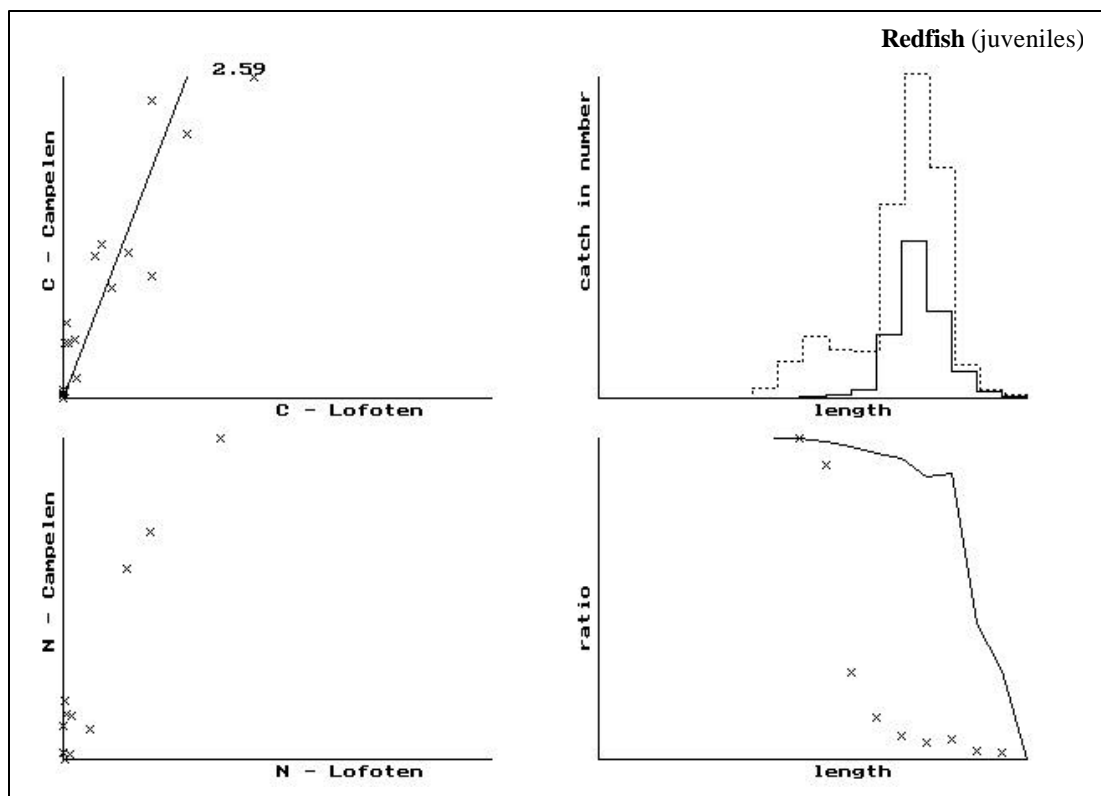 Redfish (juveniles)
2.59
C - Campelen
C - Lofoten
catch in number
length
N - Campelen
N - Lofoten
ratio
length